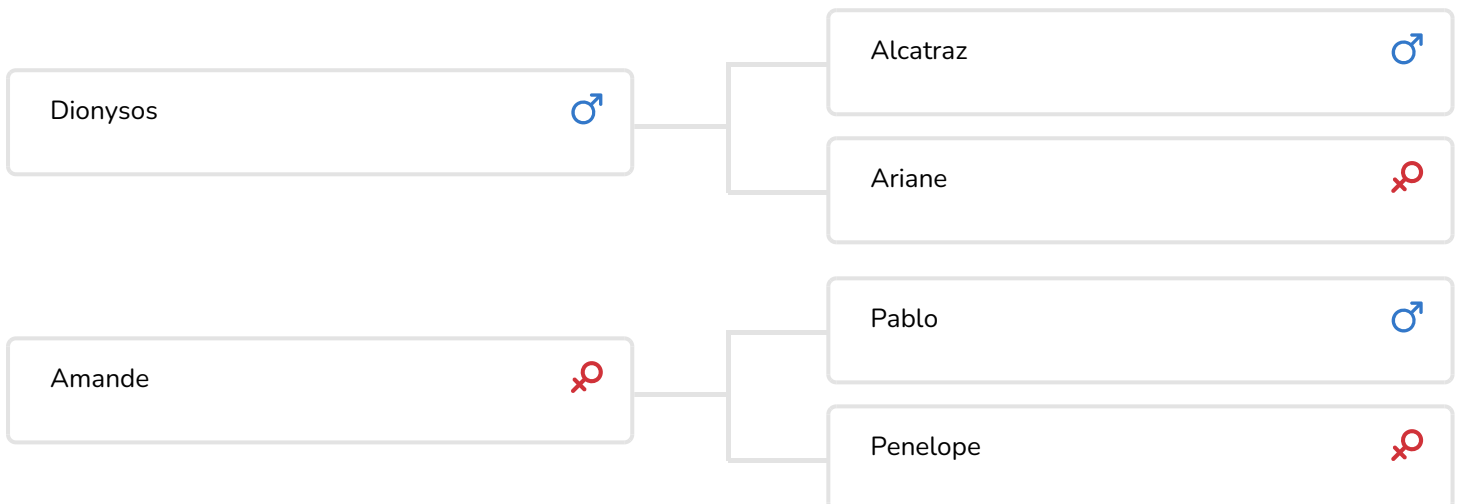 Dionysos
Alcatraz
Ariane
Amande
Pablo
Penelope